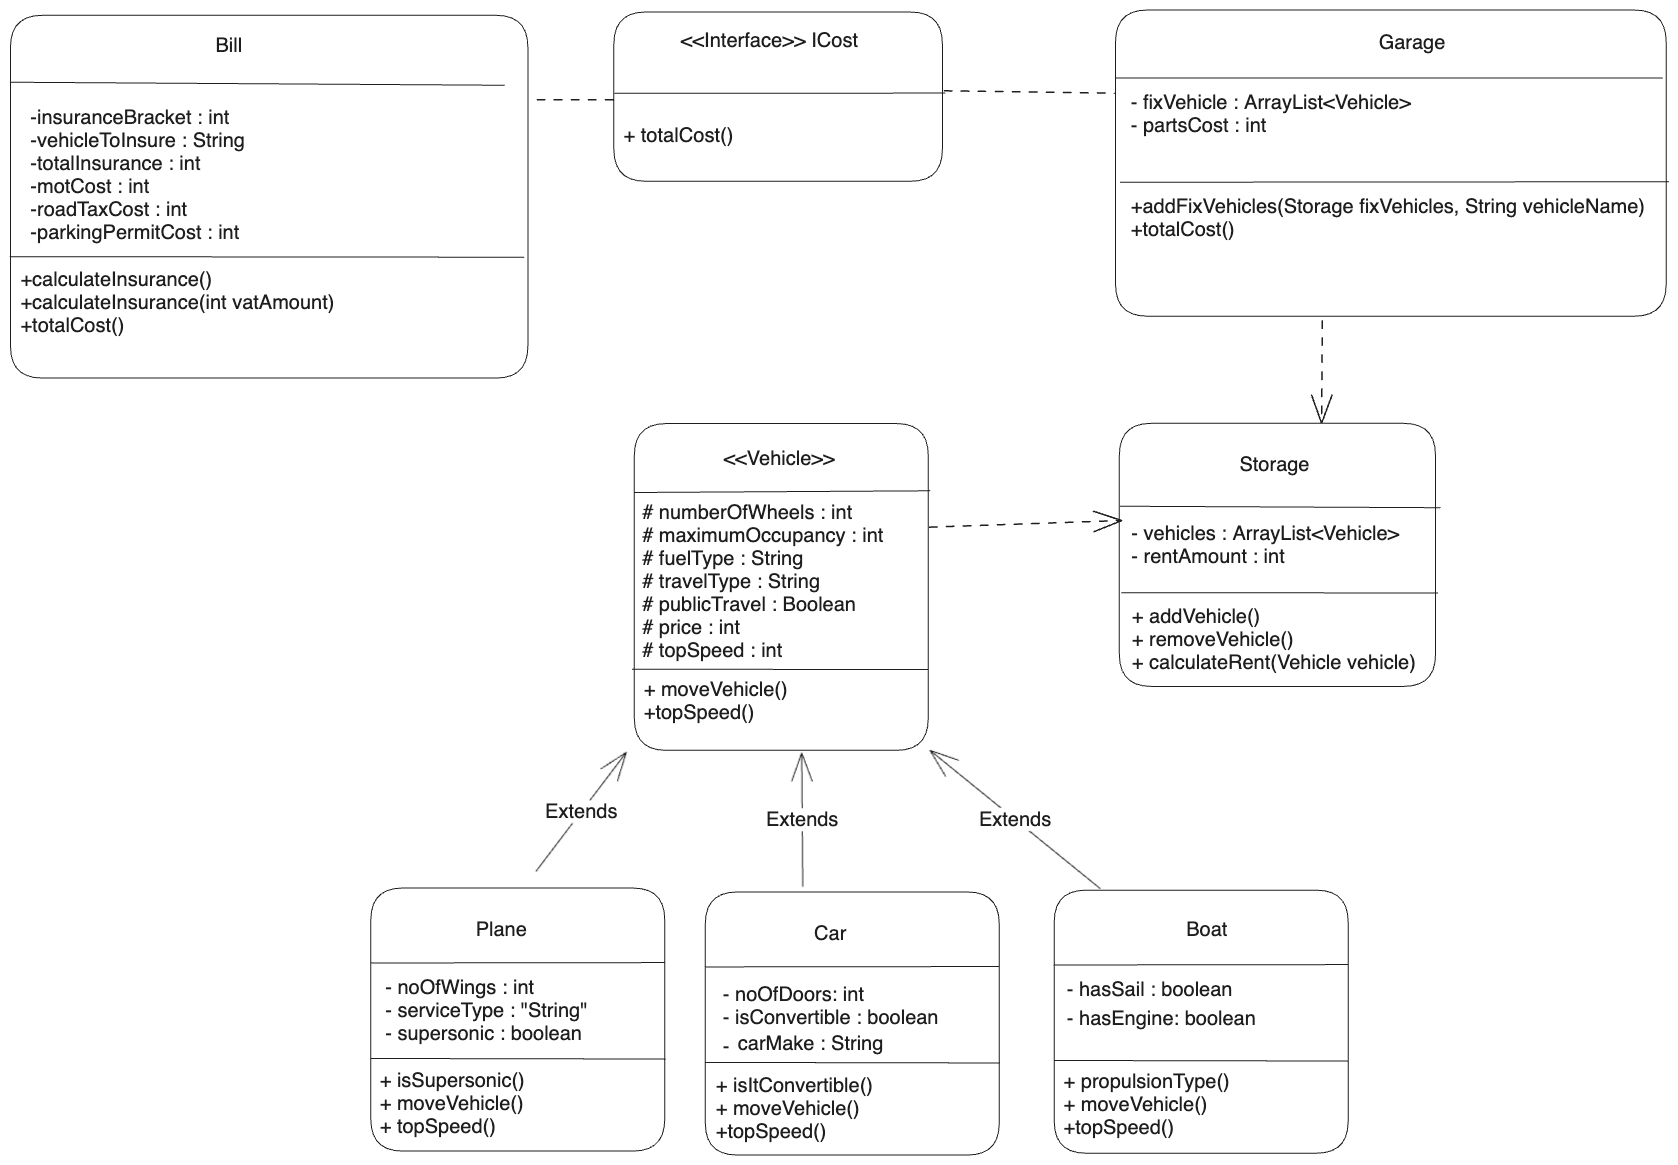 Bill
-insuranceBracket : int
-vehicleToInsure : String
-totalInsurance : int
-motCost : int
-roadTaxCost : int
-parkingPermitCost : int
+calculateInsurance()
+calculateInsurance(int vatAmount)
+totalCost()
<<Interface>> ICost
+ totalCost()
Garage
- fixVehicle : ArrayList<Vehicle>
- partsCost : int
+addFixVehicles(Storage fixVehicles, String vehicleName)
+totalCost()
<<Vehicle>>
# numberOfWheels : int
# maximumOccupancy : int
# fuelType : String
# travelType : String
# publicTravel : Boolean
# price : int
# topSpeed : int
+ moveVehicle()
+topSpeed()
Storage
- vehicles : ArrayList<Vehicle>
- rentAmount : int
+ addVehicle()
+ removeVehicle()
+ calculateRent(Vehicle vehicle)
Extends
Extends
Extends
Plane
- noOfWings : int
- serviceType : "String"
- supersonic : boolean
+ isSupersonic()
+ moveVehicle()
+ topSpeed()
Car
- noOfDoors: int
- isConvertible : boolean
- carMake : String
+ isItConvertible()
+ moveVehicle()
+topSpeed()
Boat
- hasSail : boolean
- hasEngine: boolean
+ propulsionType()
+ moveVehicle()
+topSpeed()